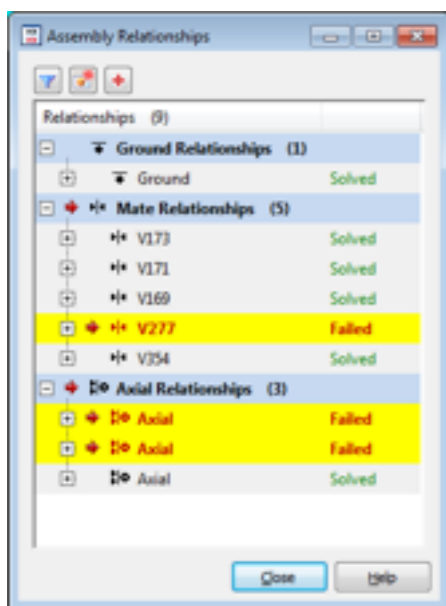 Assembly Relationships
Relationships (9)
Ground Relationships (1)
Ground Solved
Mate Relationships (5)
V173 Solved
V171 Solved
V169 Solved
V277 Failed
V354 Solved
Axial Relationships (3)
Axial Failed
Axial Failed
Axial Solved
Close Help